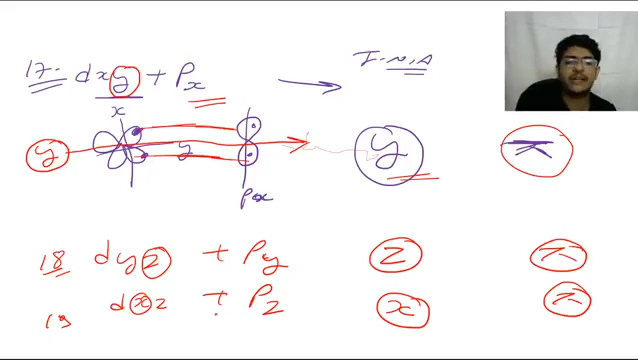 17. dxy + Px → I.N.A
x
y y y π
Px
18 dyz + Py z π
19 dxz + Pz x π